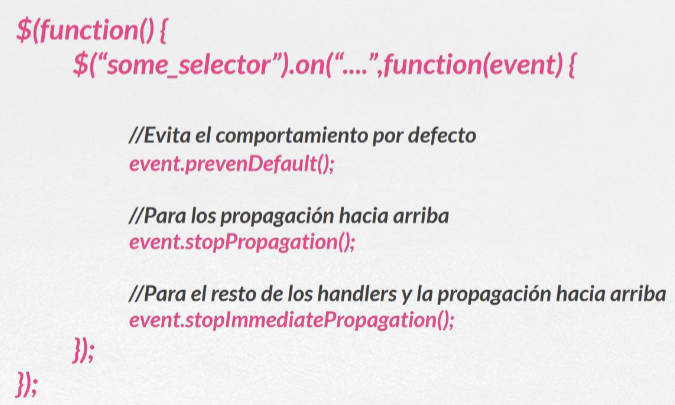 $(function() {
$(“some_selector”).on(“....”,function(event) {
//Evita el comportamiento por defecto
event.prevenDefault();
//Para los propagación hacia arriba
event.stopPropagation();
//Para el resto de los handlers y la propagación hacia arriba
event.stopImmediatePropagation();
});
});